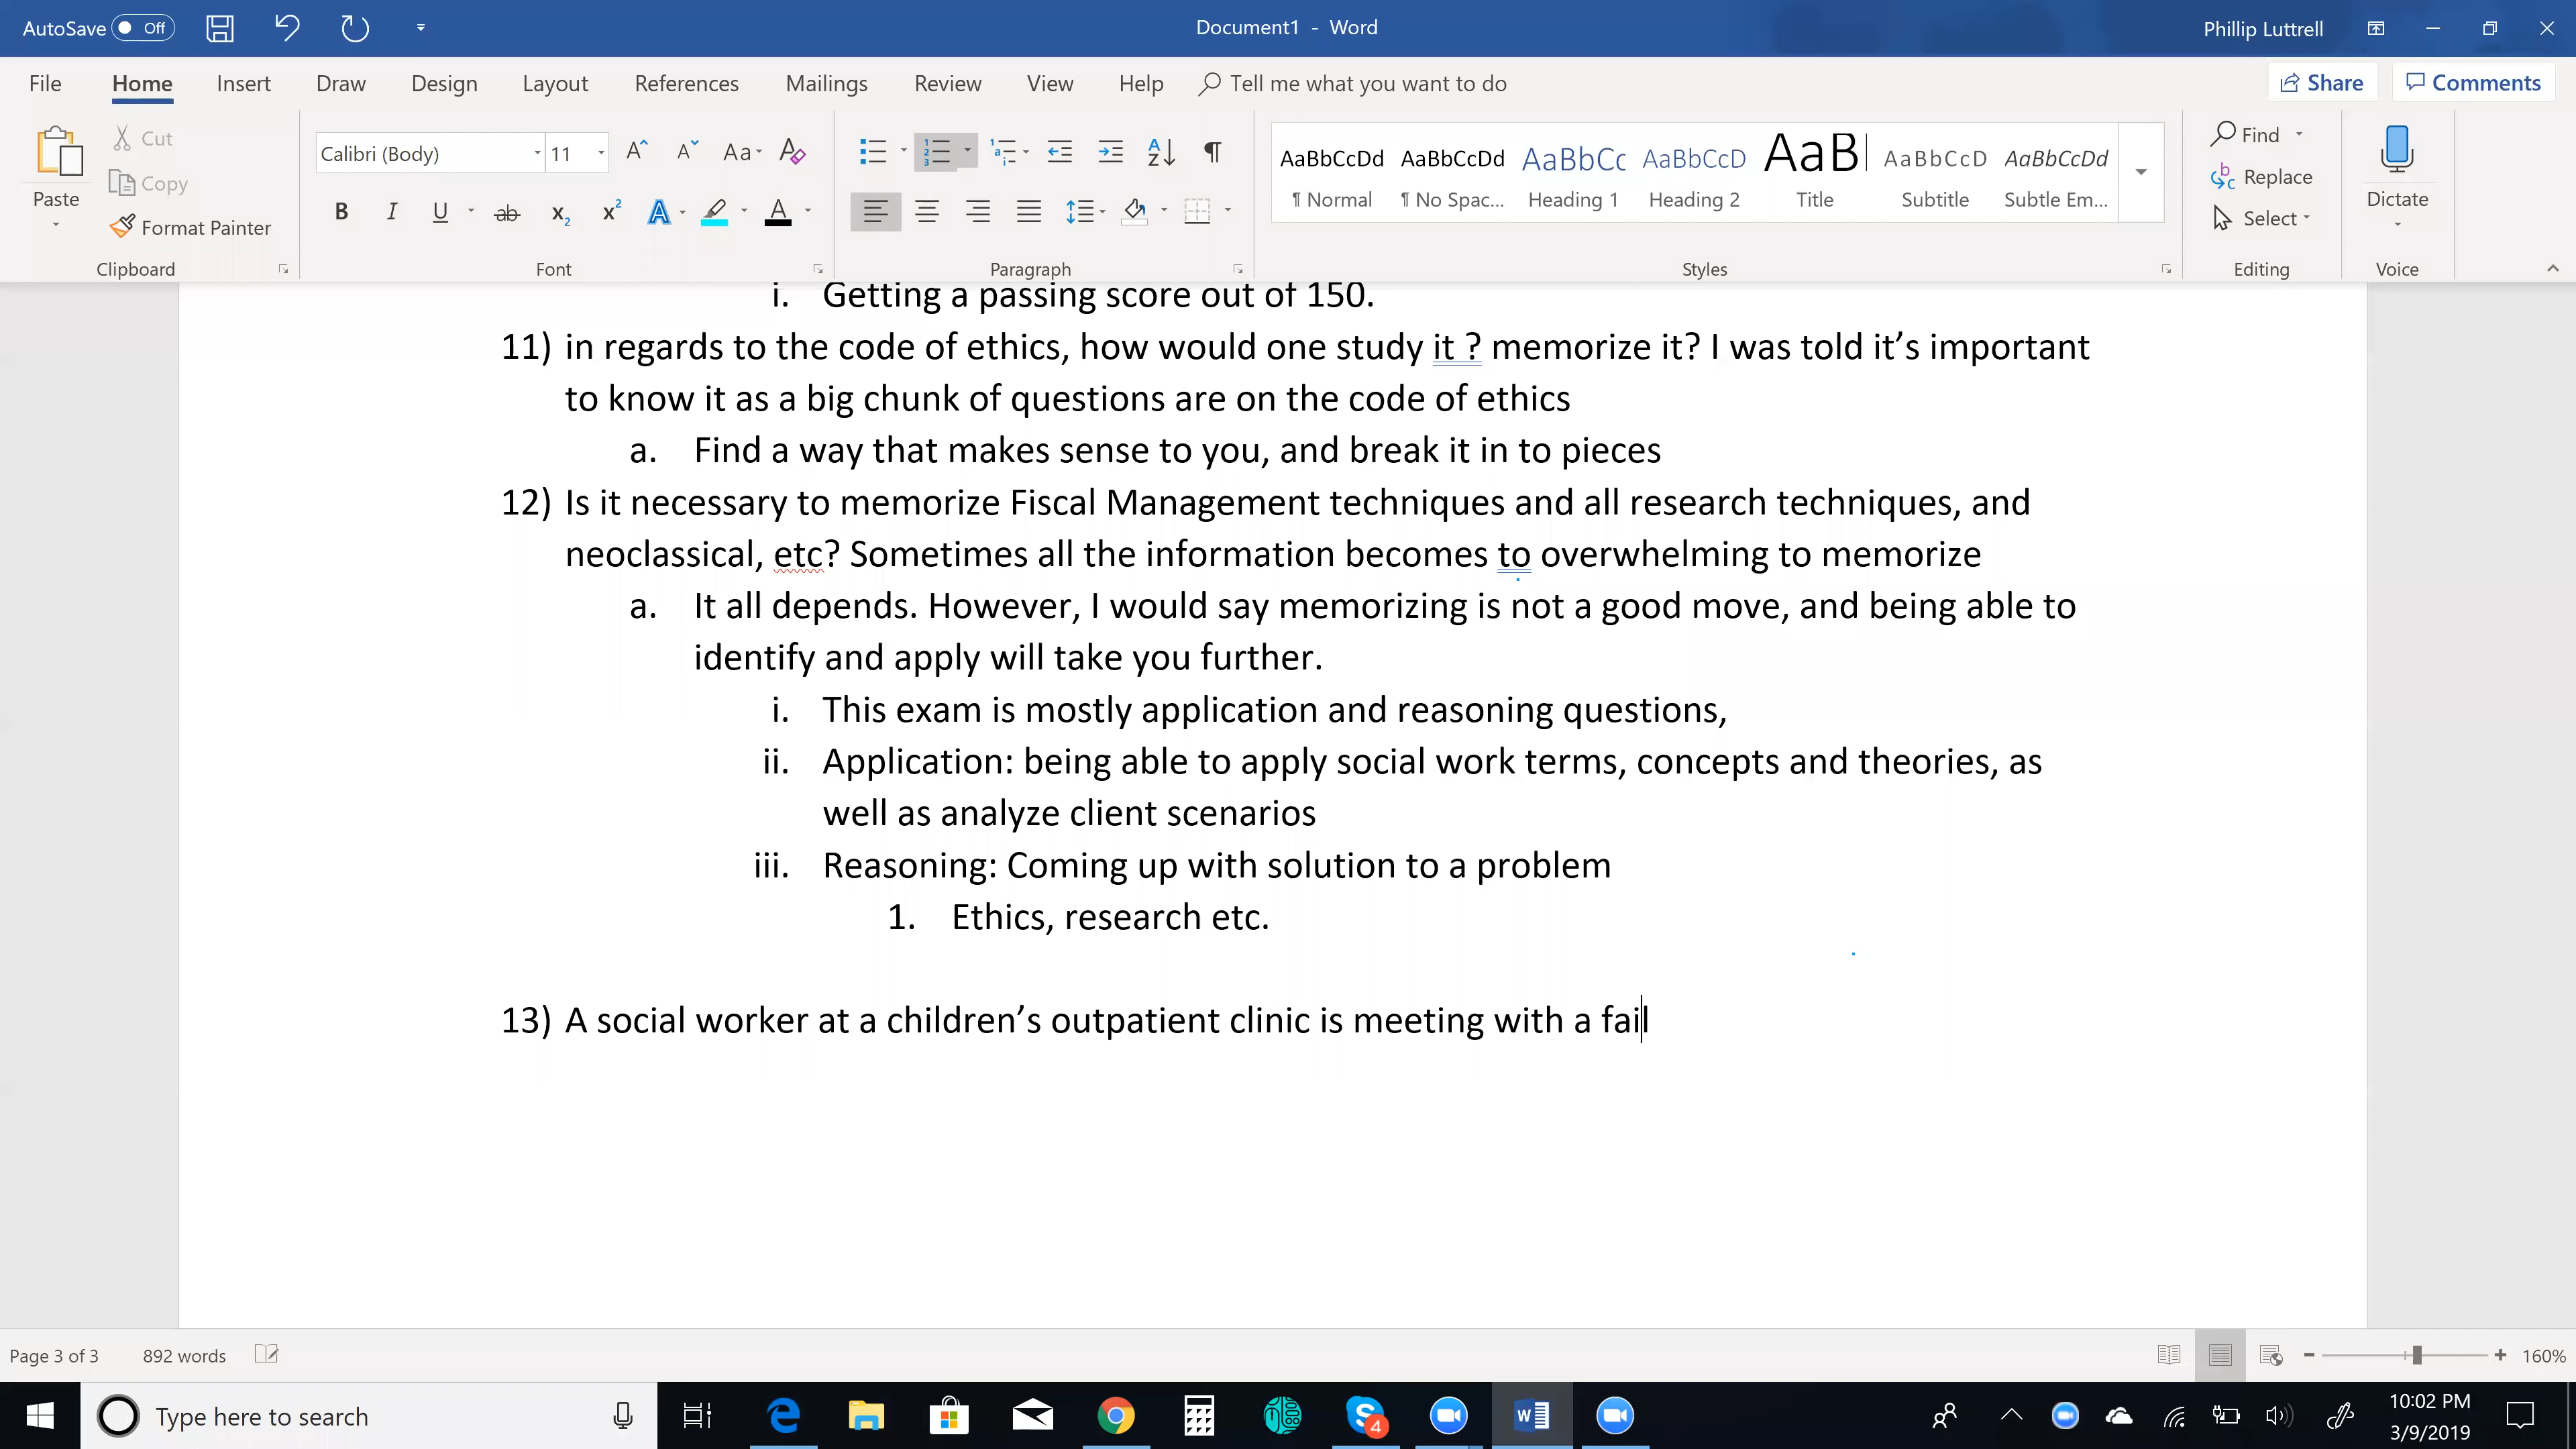 AutoSave Off Document1 - Word Phillip Luttrell
File Home Insert Draw Design Layout References Mailings Review View Help Tell me what you want to do Share Comments
Paste Cut Copy Format Painter Clipboard
Calibri (Body) 11 Aa Font
Paragraph
AaBbCcDd AaBbCcDd AaBbCc AaBbCcD AaB AaBbCcD AaBbCcDd
¶ Normal ¶ No Spac... Heading 1 Heading 2 Title Subtitle Subtle Em...
Styles
Find Replace Select Editing
Dictate Voice
i. Getting a passing score out of 150.
11) in regards to the code of ethics, how would one study it ? memorize it? I was told it’s important
to know it as a big chunk of questions are on the code of ethics
a. Find a way that makes sense to you, and break it in to pieces
12) Is it necessary to memorize Fiscal Management techniques and all research techniques, and
neoclassical, etc? Sometimes all the information becomes to overwhelming to memorize
a. It all depends. However, I would say memorizing is not a good move, and being able to
identify and apply will take you further.
i. This exam is mostly application and reasoning questions,
ii. Application: being able to apply social work terms, concepts and theories, as
well as analyze client scenarios
iii. Reasoning: Coming up with solution to a problem
1. Ethics, research etc.
13) A social worker at a children’s outpatient clinic is meeting with a fail
Page 3 of 3 892 words 160%
Type here to search 4 10:02 PM
3/9/2019